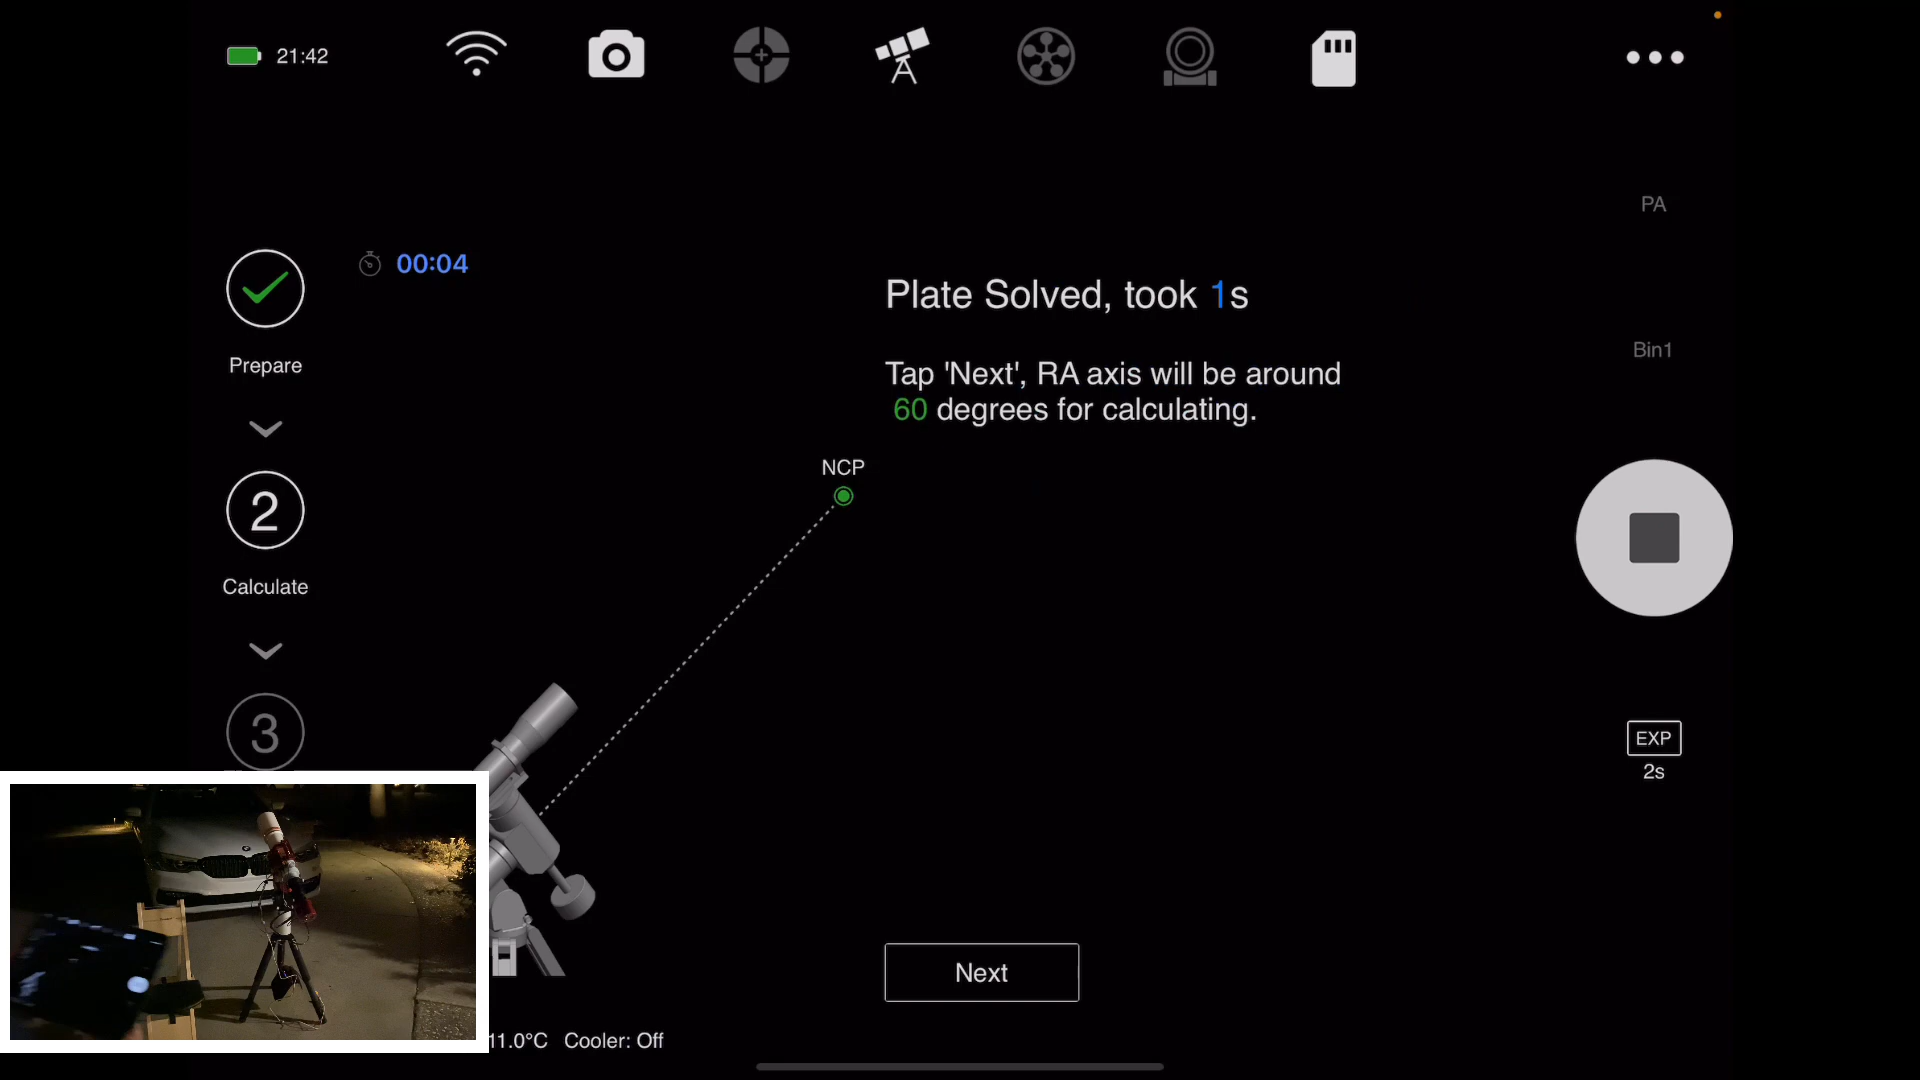 21:42
PA
00:04
Plate Solved, took 1s
Prepare
Bin1
Tap 'Next', RA axis will be around
60 degrees for calculating.
NCP
2
Calculate
3
EXP
2s
Next
11.0°C Cooler: Off